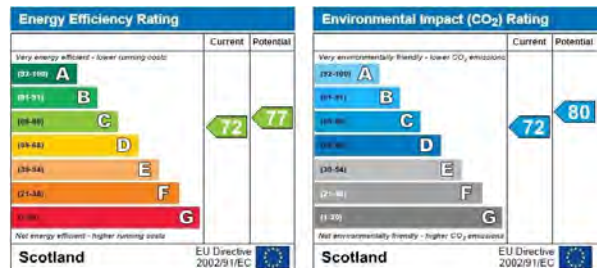 Energy Efficiency Rating
Current Potential
Very energy efficient - lower running costs
(92-100) A
(81-91) B
(69-80) C
(55-68) D
(39-54) E
(21-38) F
(1-20) G
72
77
Not energy efficient - higher running costs
Scotland
EU Directive
2002/91/EC
Environmental Impact (CO₂) Rating
Current Potential
Very environmentally friendly - lower CO₂ emissions
(92-100) A
(81-91) B
(69-80) C
(55-68) D
(39-54) E
(21-38) F
(1-20) G
72
80
Not environmentally friendly - higher CO₂ emissions
Scotland
EU Directive
2002/91/EC